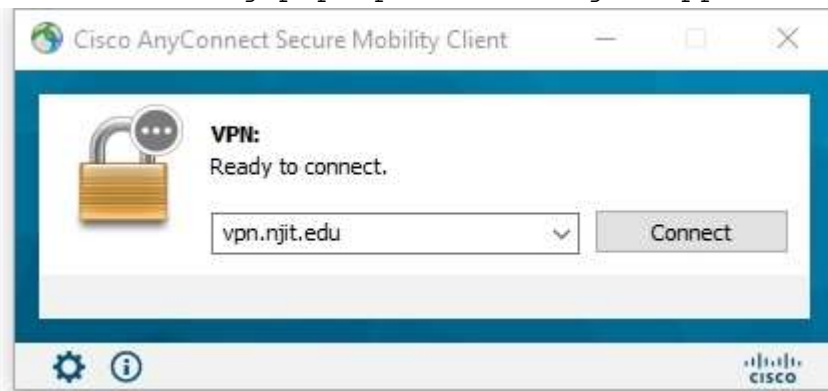 Cisco AnyConnect Secure Mobility Client
VPN:
Ready to connect.
vpn.njit.edu
Connect
CISCO